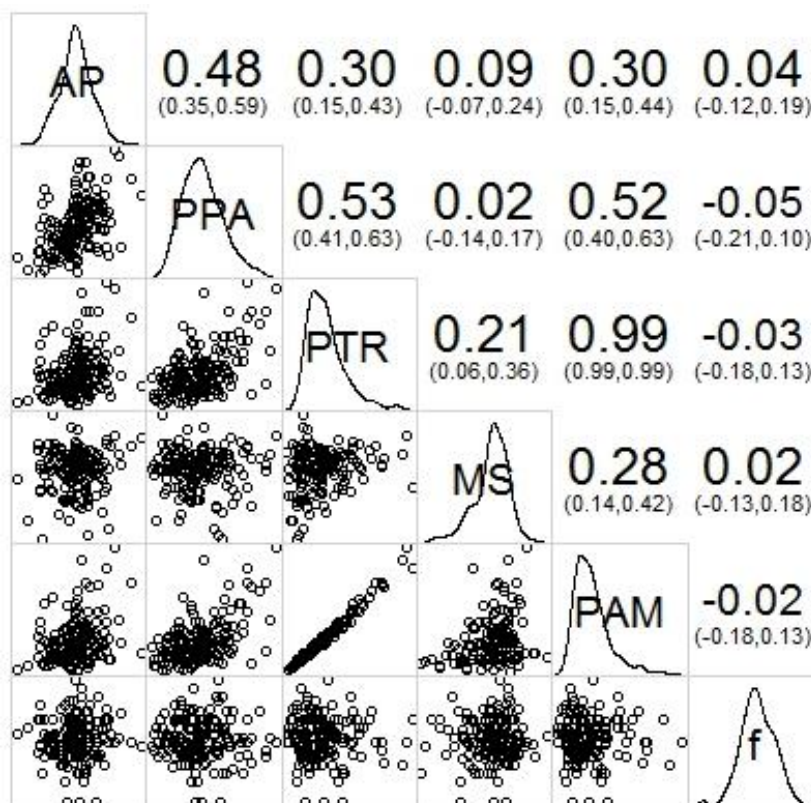 AP 0.48 0.30 0.09 0.30 0.04
(0.35,0.59) (0.15,0.43) (-0.07,0.24) (0.15,0.44) (-0.12,0.19)
PPA 0.53 0.02 0.52 -0.05
(0.41,0.63) (-0.14,0.17) (0.40,0.63) (-0.21,0.10)
PTR 0.21 0.99 -0.03
(0.06,0.36) (0.99,0.99) (-0.18,0.13)
MS 0.28 0.02
(0.14,0.42) (-0.13,0.18)
PAM -0.02
(-0.18,0.13)
f